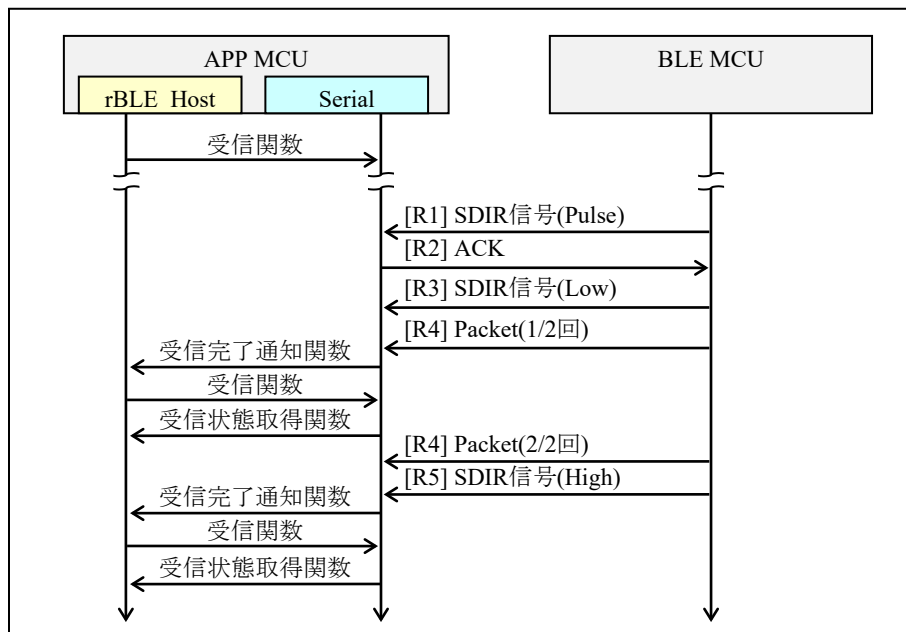 APP MCU
BLE MCU
rBLE_Host
Serial
受信関数
[R1] SDIR信号(Pulse)
[R2] ACK
[R3] SDIR信号(Low)
[R4] Packet(1/2回)
受信完了通知関数
受信関数
受信状態取得関数
[R4] Packet(2/2回)
[R5] SDIR信号(High)
受信完了通知関数
受信関数
受信状態取得関数